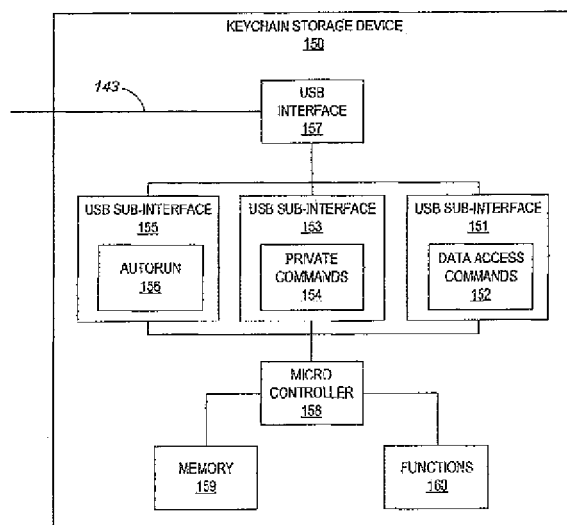 KEYCHAIN STORAGE DEVICE
150
143
USB
INTERFACE
157
USB SUB-INTERFACE
155
AUTORUN
156
USB SUB-INTERFACE
153
PRIVATE
COMMANDS
154
USB SUB-INTERFACE
151
DATA ACCESS
COMMANDS
152
MICRO
CONTROLLER
158
MEMORY
159
FUNCTIONS
160